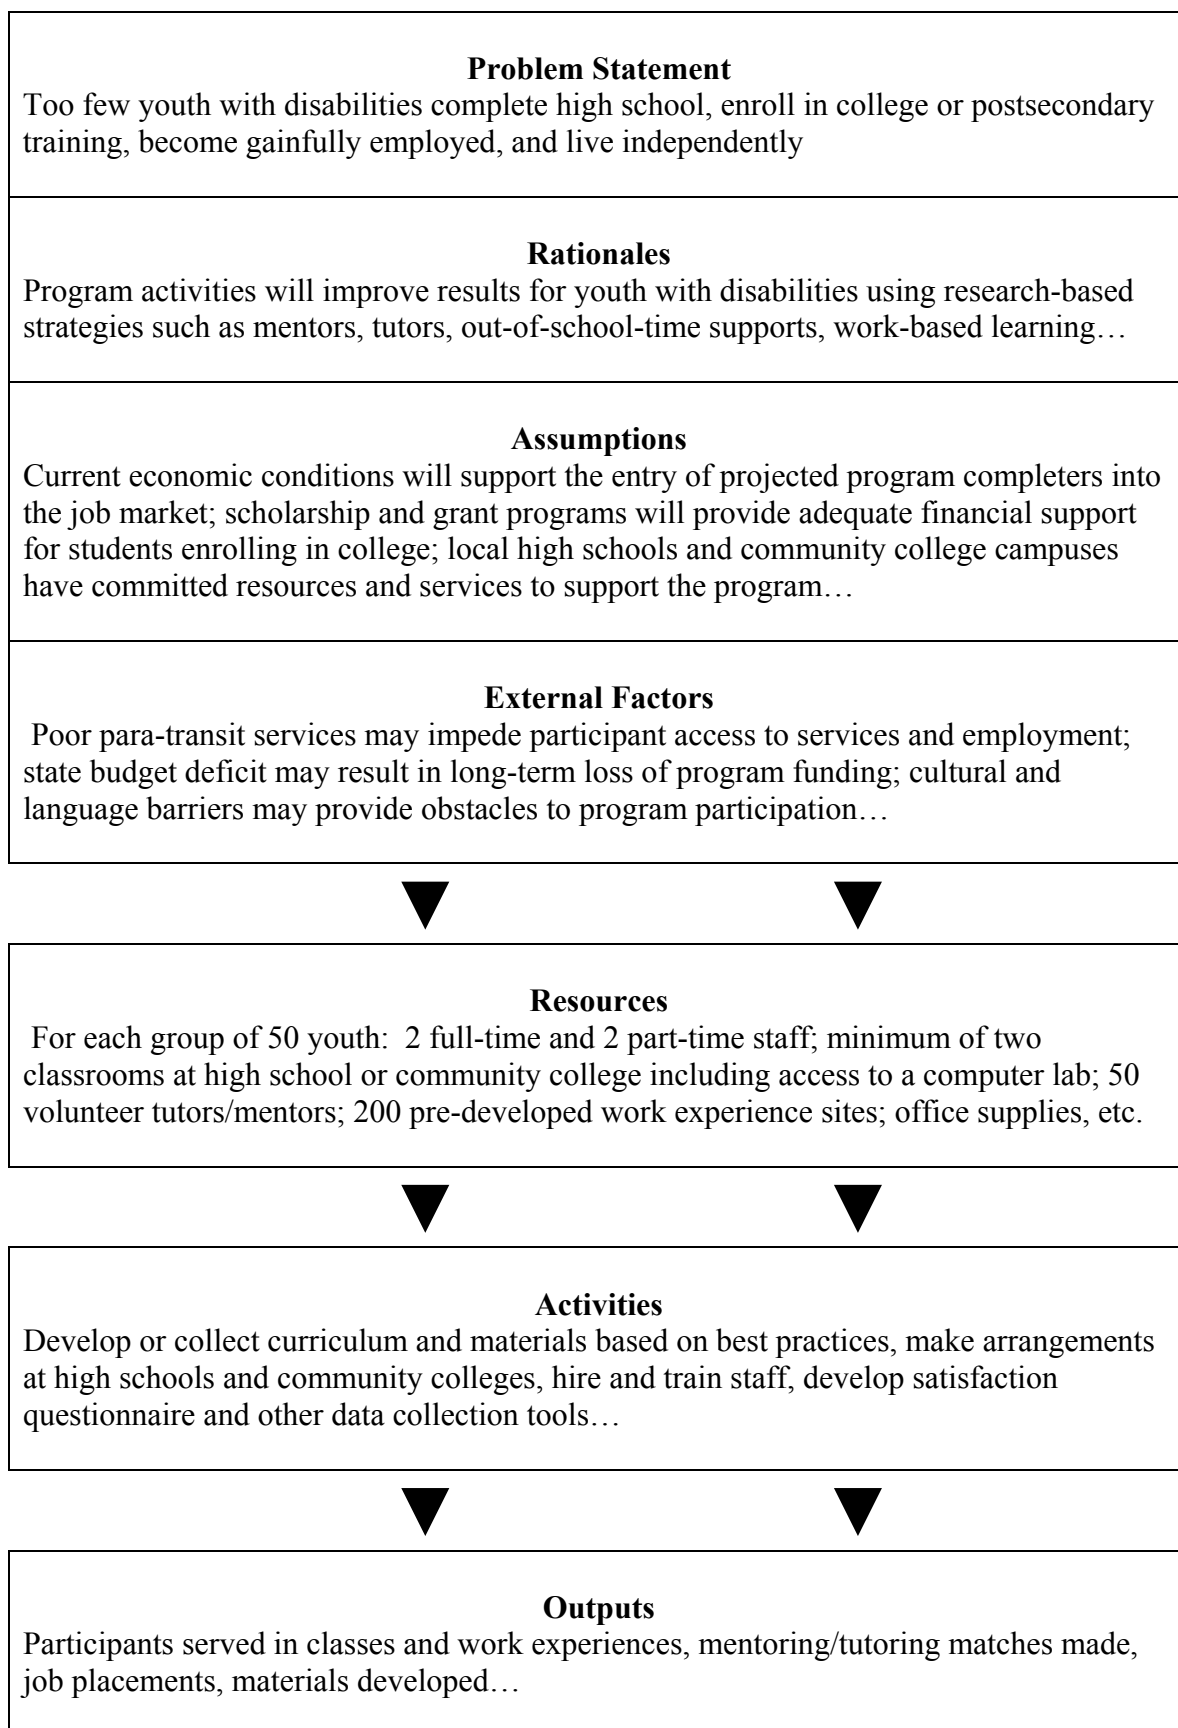 Problem Statement
Too few youth with disabilities complete high school, enroll in college or postsecondary
training, become gainfully employed, and live independently
Rationales
Program activities will improve results for youth with disabilities using research-based
strategies such as mentors, tutors, out-of-school-time supports, work-based learning…
Assumptions
Current economic conditions will support the entry of projected program completers into
the job market; scholarship and grant programs will provide adequate financial support
for students enrolling in college; local high schools and community college campuses
have committed resources and services to support the program…
External Factors
Poor para-transit services may impede participant access to services and employment;
state budget deficit may result in long-term loss of program funding; cultural and
language barriers may provide obstacles to program participation…
Resources
For each group of 50 youth:  2 full-time and 2 part-time staff; minimum of two
classrooms at high school or community college including access to a computer lab; 50
volunteer tutors/mentors; 200 pre-developed work experience sites; office supplies, etc.
Activities
Develop or collect curriculum and materials based on best practices, make arrangements
at high schools and community colleges, hire and train staff, develop satisfaction
questionnaire and other data collection tools…
Outputs
Participants served in classes and work experiences, mentoring/tutoring matches made,
job placements, materials developed…